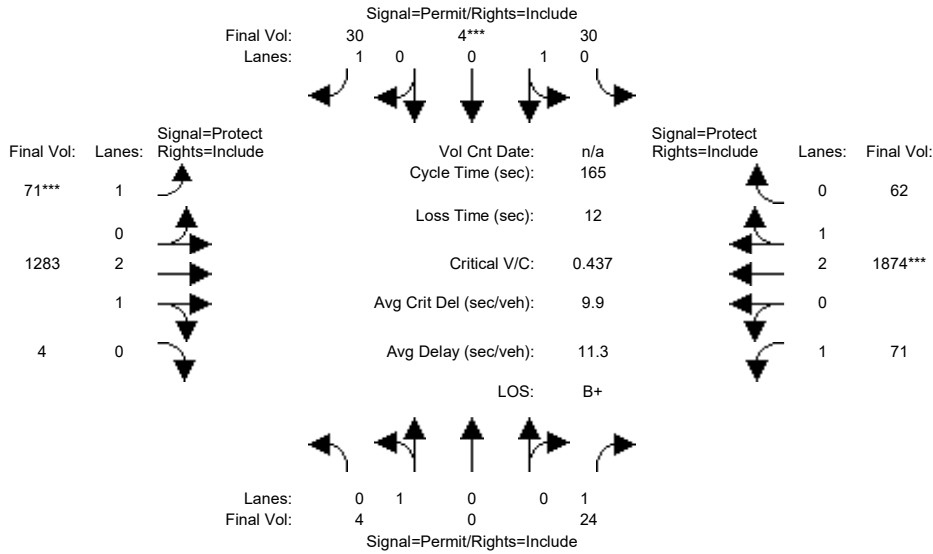 Signal=Permit/Rights=Include
Final Vol: 30 4*** 30
Lanes: 1 0 0 1 0
Signal=Protect Signal=Protect
Final Vol: Lanes: Rights=Include Vol Cnt Date: n/a Rights=Include Lanes: Final Vol:
Cycle Time (sec): 165
71*** 1 0 62
Loss Time (sec): 12
0 1
1283 2 Critical V/C: 0.437 2 1874***
1 Avg Crit Del (sec/veh): 9.9 0
4 0 Avg Delay (sec/veh): 11.3 1 71
LOS: B+
Lanes: 0 1 0 0 1
Final Vol: 4 0 24
Signal=Permit/Rights=Include